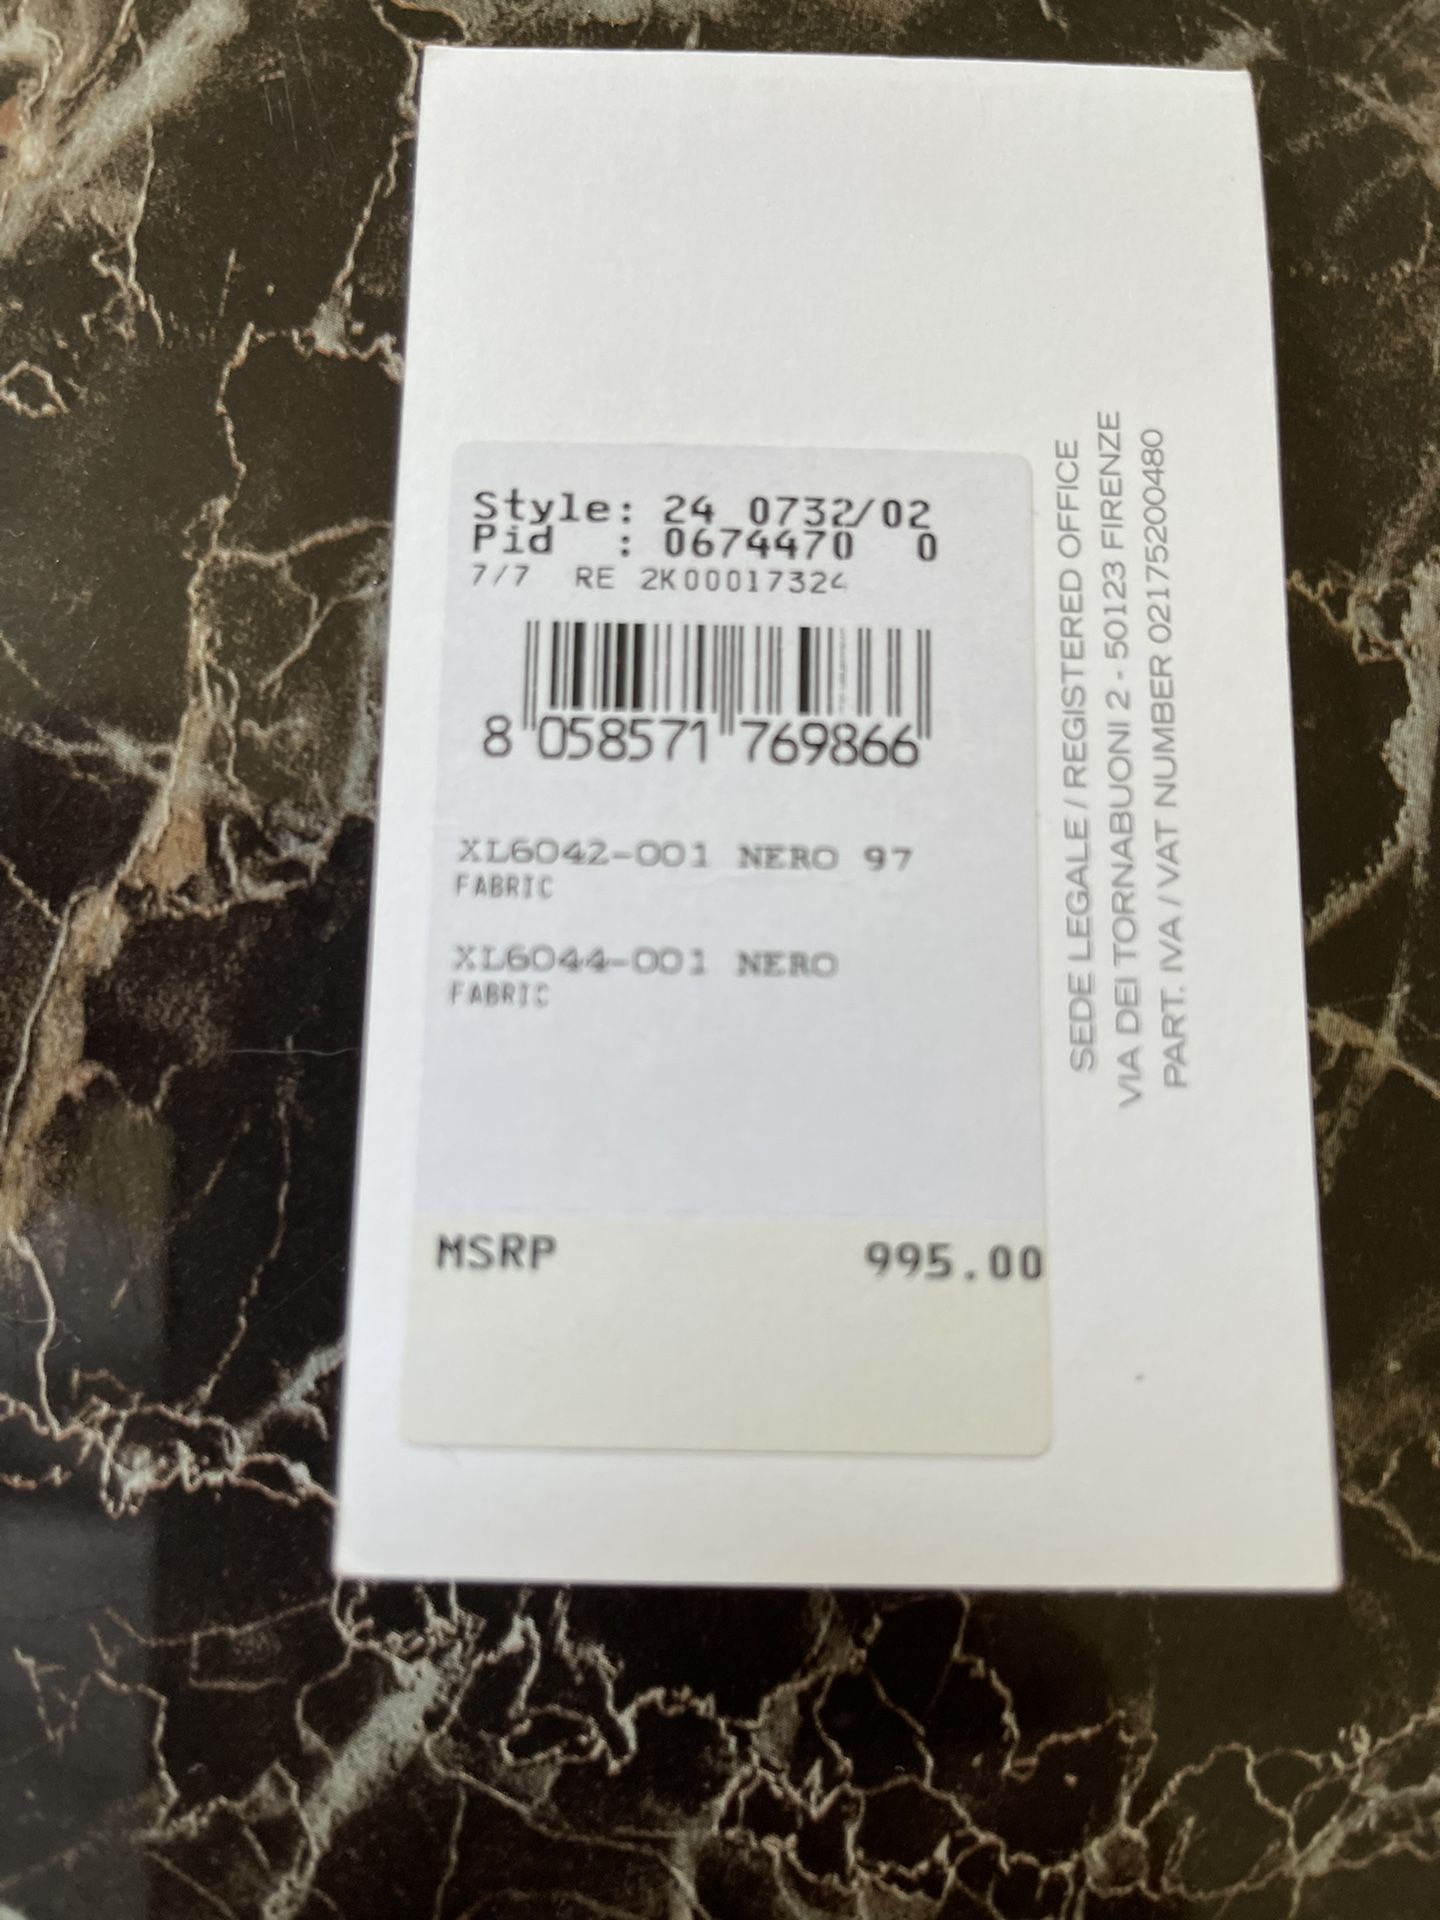 Style: 24 0732/02
Pid : 0674470 0
7/7 RE 2K00017324
8 058571 769866
XL6042-001 NERO 97
FABRIC
XL6044-001 NERO
FABRIC
MSRP 995.00
SEDE LEGALE / REGISTERED OFFICE
VIA DEI TORNABUONI 2 - 50123 FIRENZE
PART. IVA / VAT NUMBER 02175200480